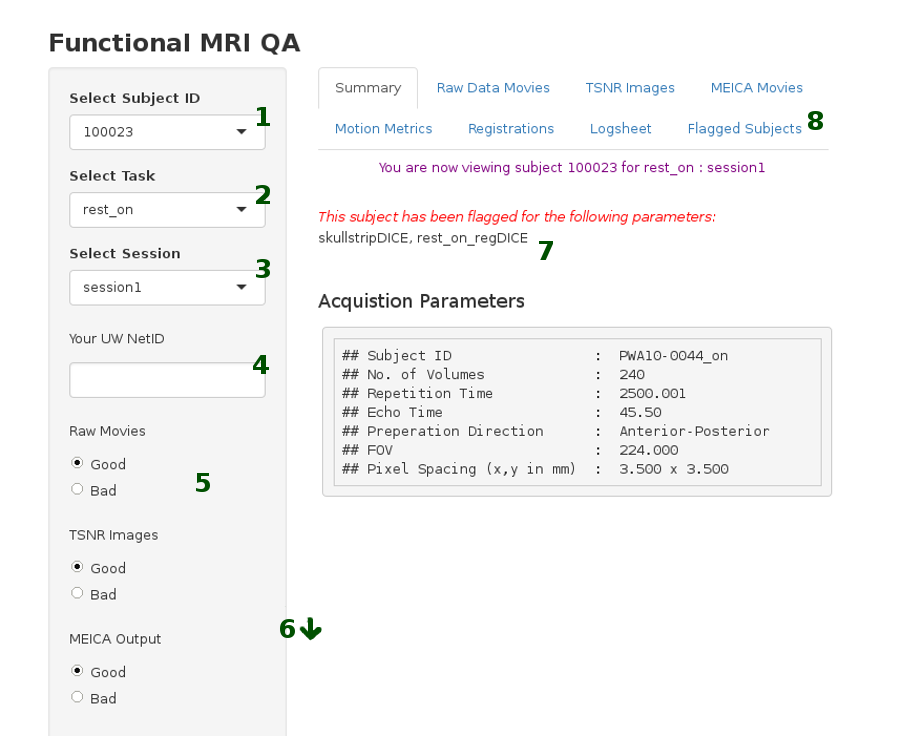 Functional MRI QA
Select Subject ID
1
100023
Select Task
2
rest_on
Select Session
3
session1
Your UW NetID
4
Raw Movies
Good
5
Bad
TSNR Images
Good
Bad
6
MEICA Output
Good
Bad
Summary Raw Data Movies TSNR Images MEICA Movies
Motion Metrics Registrations Logsheet Flagged Subjects 8
You are now viewing subject 100023 for rest_on : session1
This subject has been flagged for the following parameters:
skullstripDICE, rest_on_regDICE
7
Acquistion Parameters
## Subject ID : PWA10-0044_on
## No. of Volumes : 240
## Repetition Time : 2500.001
## Echo Time : 45.50
## Preperation Direction : Anterior-Posterior
## FOV : 224.000
## Pixel Spacing (x,y in mm) : 3.500 x 3.500